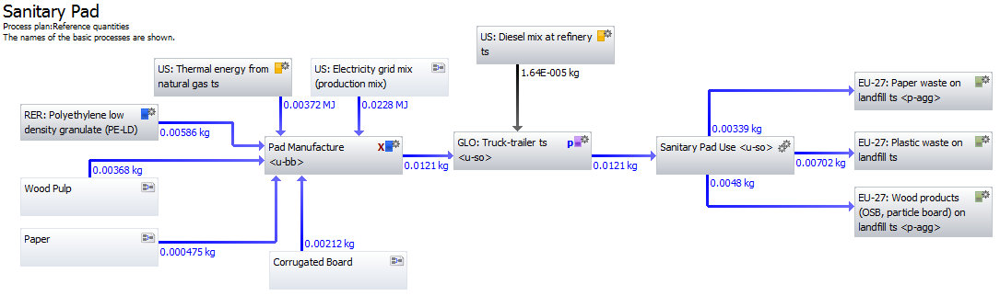 Sanitary Pad
Process plan:Reference quantities
The names of the basic processes are shown.
US: Diesel mix at refinery
ts
1.64E-005 kg
US: Thermal energy from
natural gas ts
0.00372 MJ
US: Electricity grid mix
(production mix)
0.0228 MJ
RER: Polyethylene low
density granulate (PE-LD)
0.00586 kg
Pad Manufacture
<u-bb>
X
0.0121 kg
GLO: Truck-trailer ts
<u-so>
p
0.0121 kg
Sanitary Pad Use <u-so>
0.00339 kg
EU-27: Paper waste on
landfill ts <p-agg>
0.00702 kg
EU-27: Plastic waste on
landfill ts
0.0048 kg
EU-27: Wood products
(OSB, particle board) on
landfill ts <p-agg>
0.00368 kg
Wood Pulp
Paper
0.000475 kg
0.00212 kg
Corrugated Board